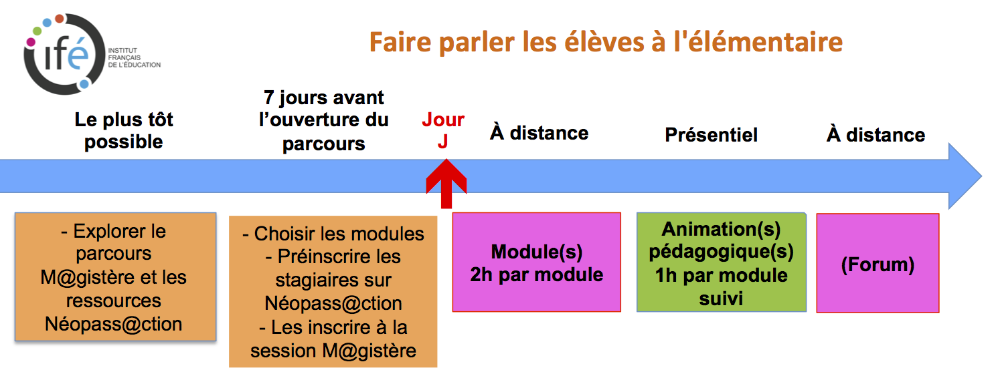 ifé
INSTITUT
FRANÇAIS
DE L'ÉDUCATION
Faire parler les élèves à l'élémentaire
Le plus tôt
possible
7 jours avant
l’ouverture du
parcours
Jour
J
À distance
Présentiel
À distance
- Explorer le
parcours
M@gistère et les
ressources
Néopass@ction
- Choisir les modules
- Préinscrire les
stagiaires sur
Néopass@ction
- Les inscrire à la
session M@gistère
Module(s)
2h par module
Animation(s)
pédagogique(s)
1h par module
suivi
(Forum)